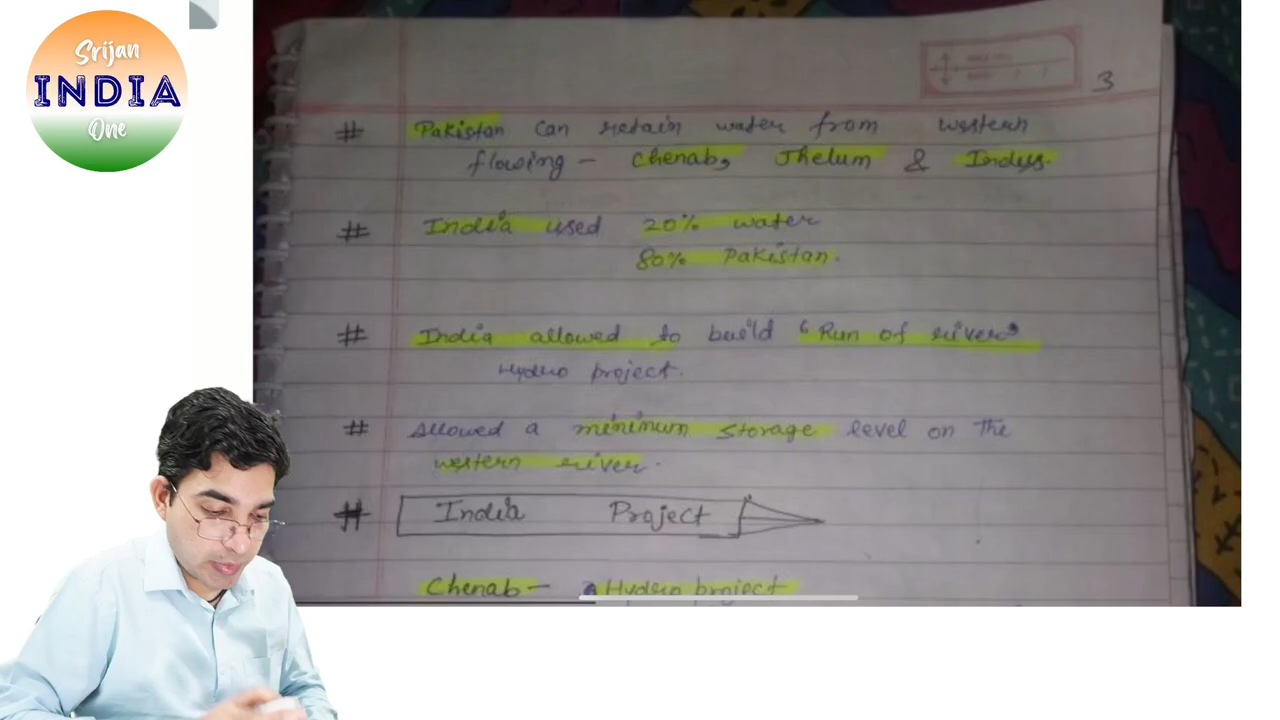 Srijan
INDIA
One
3
# Pakistan can retain water from western
flowing - Chenab, Jhelum & Indus.
# India used 20% water
80% Pakistan.
# India allowed to build 'Run of river'
Hydro project.
# Allowed a minimum storage level on the
western river.
# India Project
Chenab - Hydro project